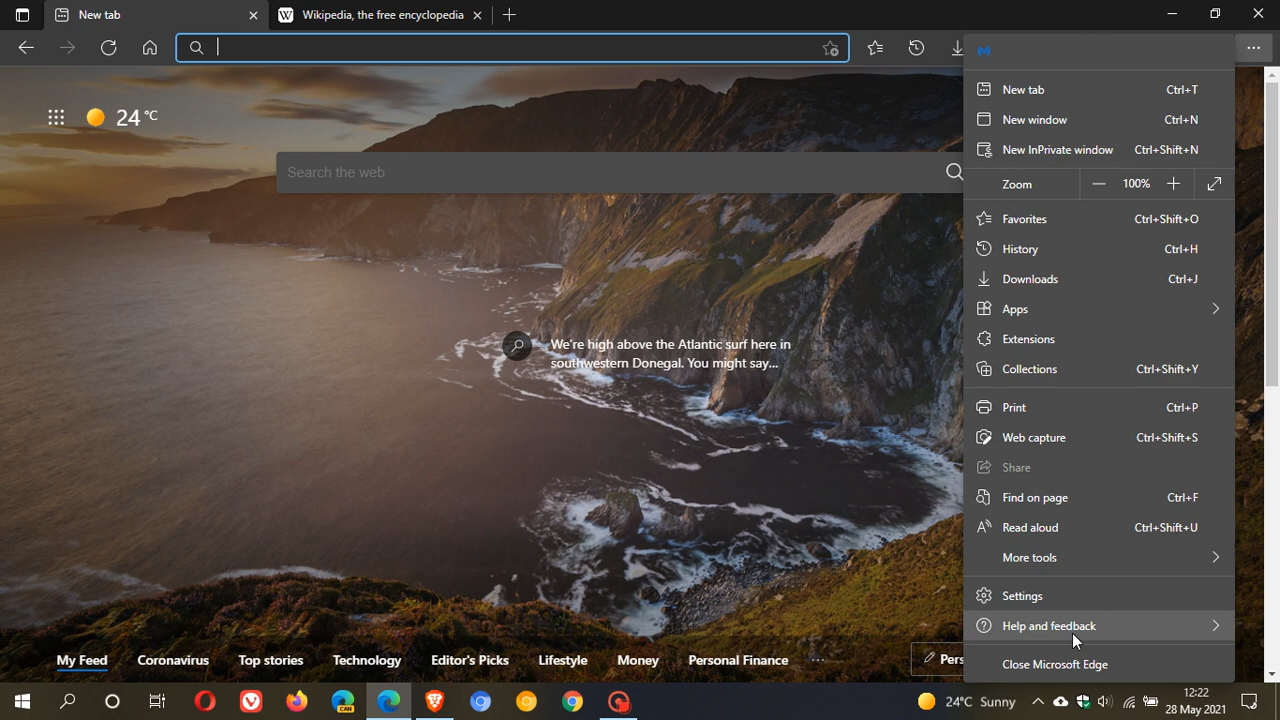 New tab
Wikipedia, the free encyclopedia
24 °C
Search the web
We're high above the Atlantic surf here in
southwestern Donegal. You might say...
My Feed Coronavirus Top stories Technology Editor's Picks Lifestyle Money Personal Finance ... Pers
New tab Ctrl+T
New window Ctrl+N
New InPrivate window Ctrl+Shift+N
Zoom — 100% +
Favorites Ctrl+Shift+O
History Ctrl+H
Downloads Ctrl+J
Apps
Extensions
Collections Ctrl+Shift+Y
Print Ctrl+P
Web capture Ctrl+Shift+S
Share
Find on page Ctrl+F
Read aloud Ctrl+Shift+U
More tools
Settings
Help and feedback
Close Microsoft Edge
CAN
24°C Sunny
12:22
28 May 2021